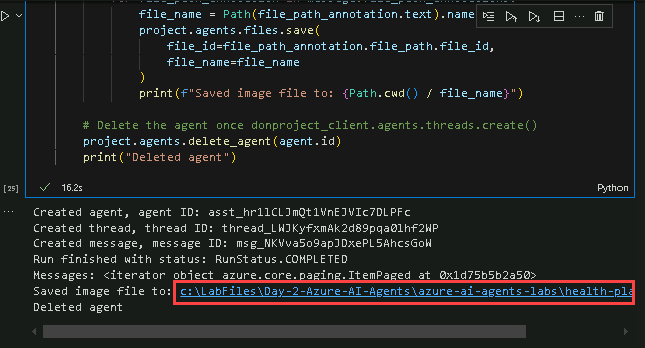 file_name = Path(file_path_annotation.text).name
project.agents.files.save(
file_id=file_path_annotation.file_path.file_id,
file_name=file_name
)
print(f"Saved image file to: {Path.cwd() / file_name}")
# Delete the agent once donproject_client.agents.threads.create()
project.agents.delete_agent(agent.id)
print("Deleted agent")
[25]
16.2s
Python
Created agent, agent ID: asst_hr1lCLJmQt1VnEJVIc7DLPFc
Created thread, thread ID: thread_LWJKyfxmAk2d89pqa0lhf2WP
Created message, message ID: msg_NKVva5o9apJDxePL5AhcsGoW
Run finished with status: RunStatus.COMPLETED
Messages: <iterator object azure.core.paging.ItemPaged at 0x1d75b5b2a50>
Saved image file to: c:\LabFiles\Day-2-Azure-AI-Agents\azure-ai-agents-labs\health-pla
Deleted agent